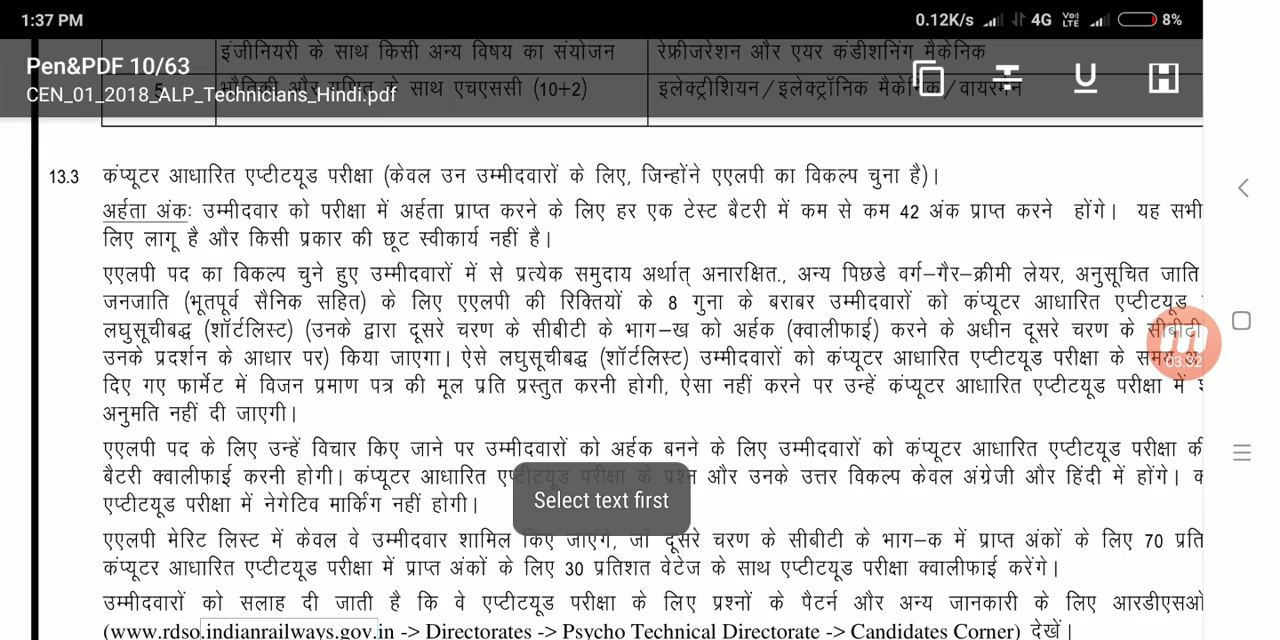 1:37 PM 0.12K/s 4G VoLTE 8%
इंजीनियरी के साथ किसी अन्य विषय का संयोजन रेफ्रीजरेशन और एयर कंडीशनिंग मैकेनिक
Pen&PDF 10/63
5 भौतिकी और गणित के साथ एचएससी (10+2) इलेक्ट्रीशियन/इलेक्ट्रॉनिक मैकेनिक/वायरमैन
CEN_01_2018_ALP_Technicians_Hindi.pdf
13.3 कंप्यूटर आधारित एप्टीटयूड परीक्षा (केवल उन उम्मीदवारों के लिए, जिन्होंने एएलपी का विकल्प चुना है)।
अर्हता अंकः उम्मीदवार को परीक्षा में अर्हता प्राप्त करने के लिए हर एक टेस्ट बैटरी में कम से कम 42 अंक प्राप्त करने होंगे। यह सभी
लिए लागू है और किसी प्रकार की छूट स्वीकार्य नहीं है।
एएलपी पद का विकल्प चुने हुए उम्मीदवारों में से प्रत्येक समुदाय अर्थात् अनारक्षित., अन्य पिछडे वर्ग–गैर–क्रीमी लेयर, अनुसूचित जाति
जनजाति (भूतपूर्व सैनिक सहित) के लिए एएलपी की रिक्तियों के 8 गुना के बराबर उम्मीदवारों को कंप्यूटर आधारित एप्टीटयूड
लघुसूचीबद्ध (शॉर्टलिस्ट) (उनके द्वारा दूसरे चरण के सीबीटी के भाग–ख को अर्हक (क्वालीफाई) करने के अधीन दूसरे चरण के सीबीटी
उनके प्रदर्शन के आधार पर) किया जाएगा। ऐसे लघुसूचीबद्ध (शॉर्टलिस्ट) उम्मीदवारों को कंप्यूटर आधारित एप्टीटयूड परीक्षा के समय
03:32
दिए गए फार्मेट में विजन प्रमाण पत्र की मूल प्रति प्रस्तुत करनी होगी, ऐसा नहीं करने पर उन्हें कंप्यूटर आधारित एप्टीटयूड परीक्षा में
अनुमति नहीं दी जाएगी।
एएलपी पद के लिए उन्हें विचार किए जाने पर उम्मीदवारों को अर्हक बनने के लिए उम्मीदवारों को कंप्यूटर आधारित एप्टीटयूड परीक्षा की
बैटरी क्वालीफाई करनी होगी। कंप्यूटर आधारित एप्टीटयूड परीक्षा के प्रश्न और उनके उत्तर विकल्प केवल अंग्रेजी और हिंदी में होंगे।
Select text first
एप्टीटयूड परीक्षा में नेगेटिव मार्किंग नहीं होगी।
एएलपी मेरिट लिस्ट में केवल वे उम्मीदवार शामिल किए जाएंगे, जो दूसरे चरण के सीबीटी के भाग–क में प्राप्त अंकों के लिए 70 प्रति
कंप्यूटर आधारित एप्टीटयूड परीक्षा में प्राप्त अंकों के लिए 30 प्रतिशत वेटेज के साथ एप्टीटयूड परीक्षा क्वालीफाई करेंगे।
उम्मीदवारों को सलाह दी जाती है कि वे एप्टीटयूड परीक्षा के लिए प्रश्नों के पैटर्न और अन्य जानकारी के लिए आरडीएसओ
(www.rdso.indianrailways.gov.in -> Directorates -> Psycho Technical Directorate -> Candidates Corner) देखें।